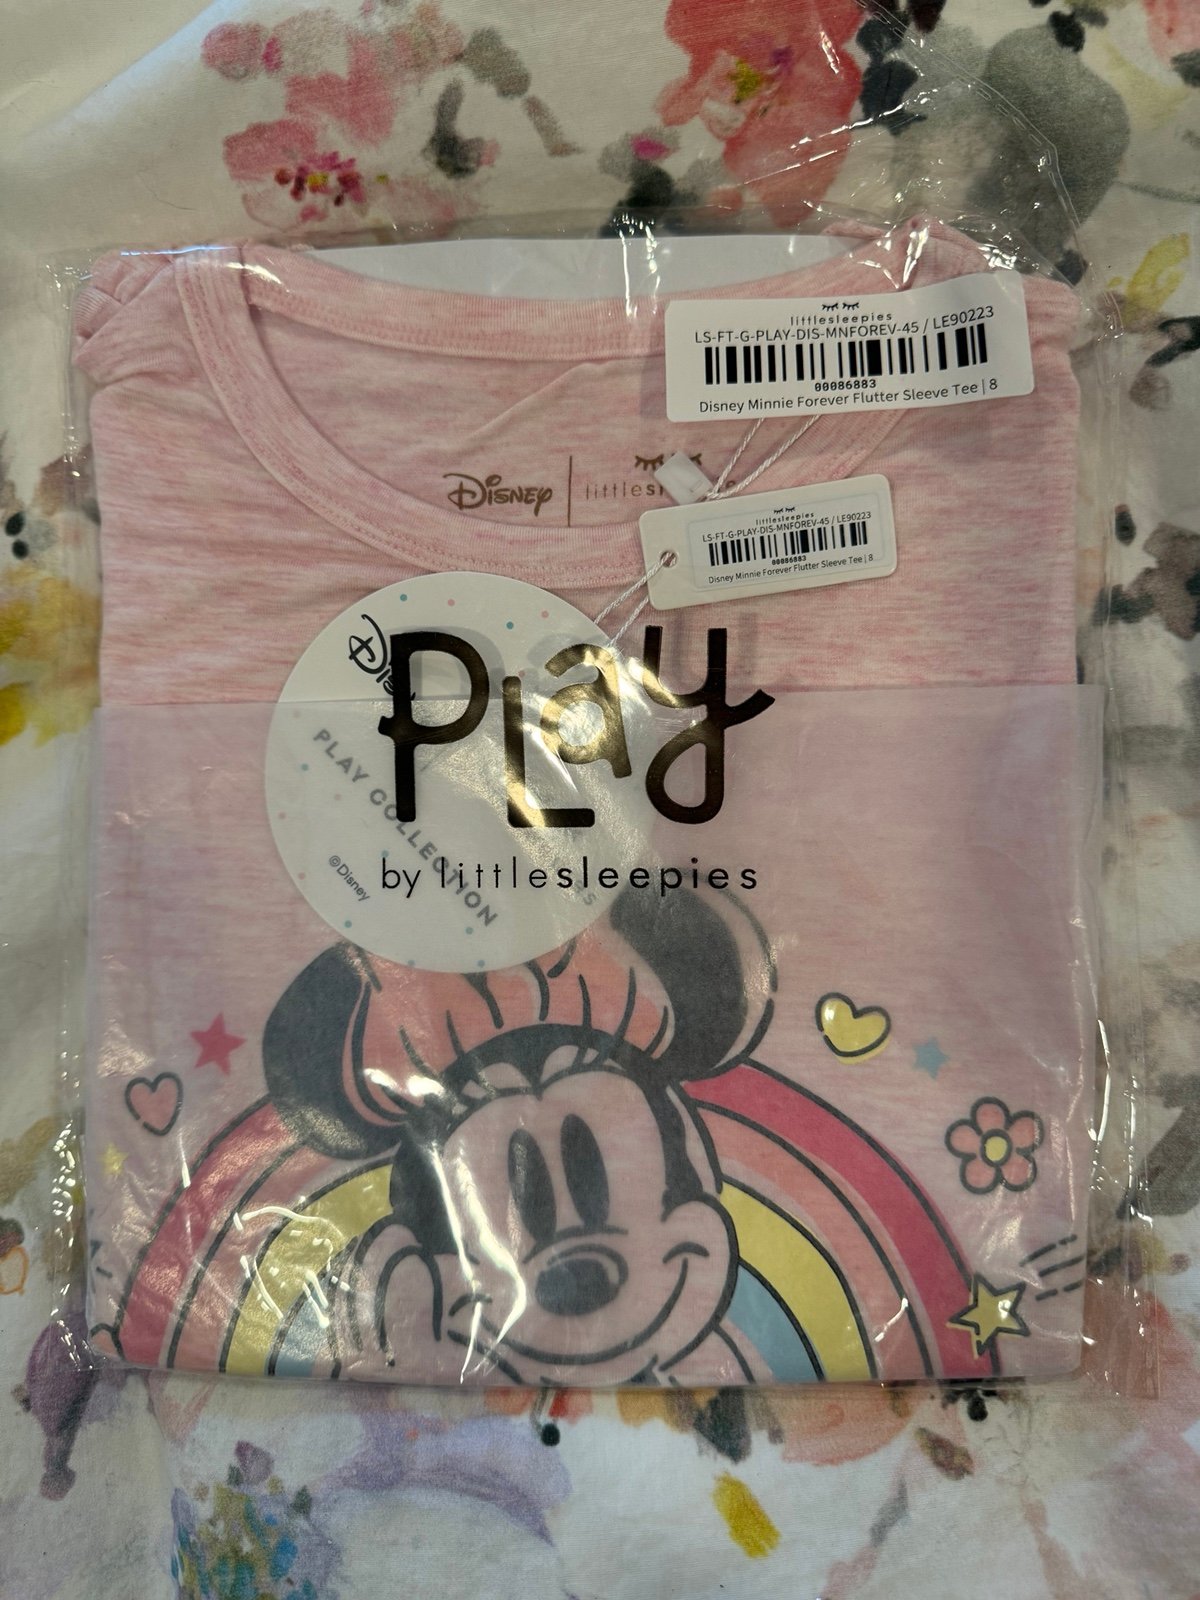 littlesleepies
LS-FT-G-PLAY-DIS-MNFOREV-45 / LE90223
00086883
Disney Minnie Forever Flutter Sleeve Tee | 8
Disney
littlesleepies
LS-FT-G-PLAY-DIS-MNFOREV-45 / LE90223
00086883
Disney Minnie Forever Flutter Sleeve Tee | 8
Play
PLAY COLLECTION
©Disney
by littlesleepies